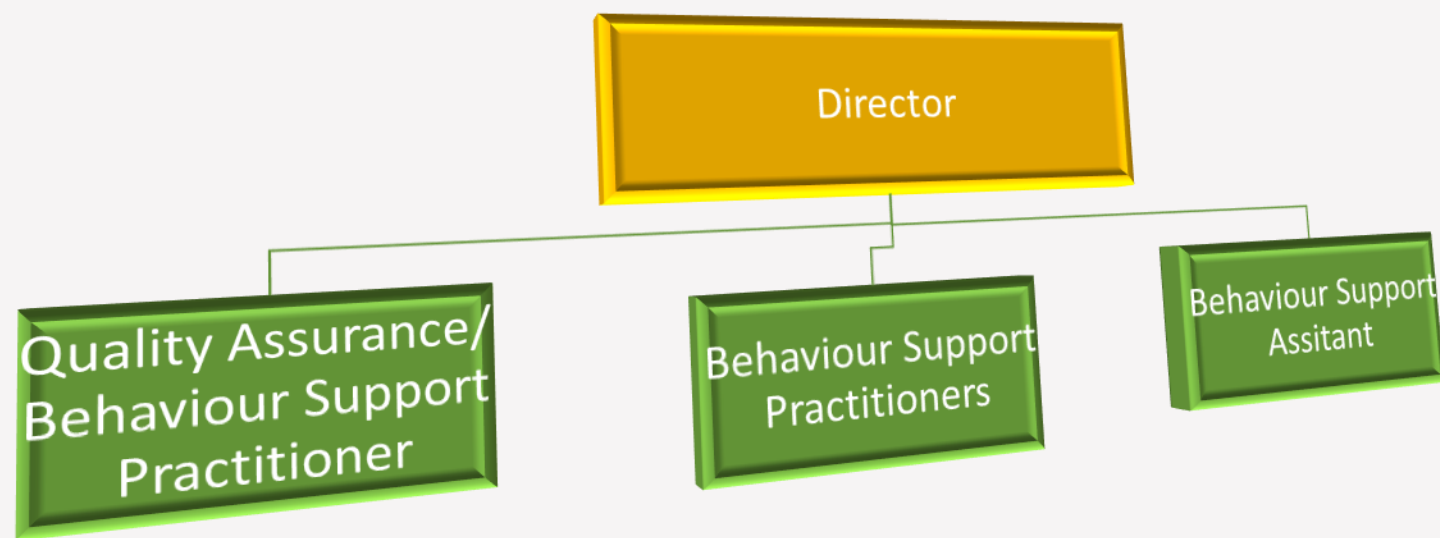 Director
Quality Assurance/
Behaviour Support
Practitioner
Behaviour Support
Practitioners
Behaviour Support
Assitant